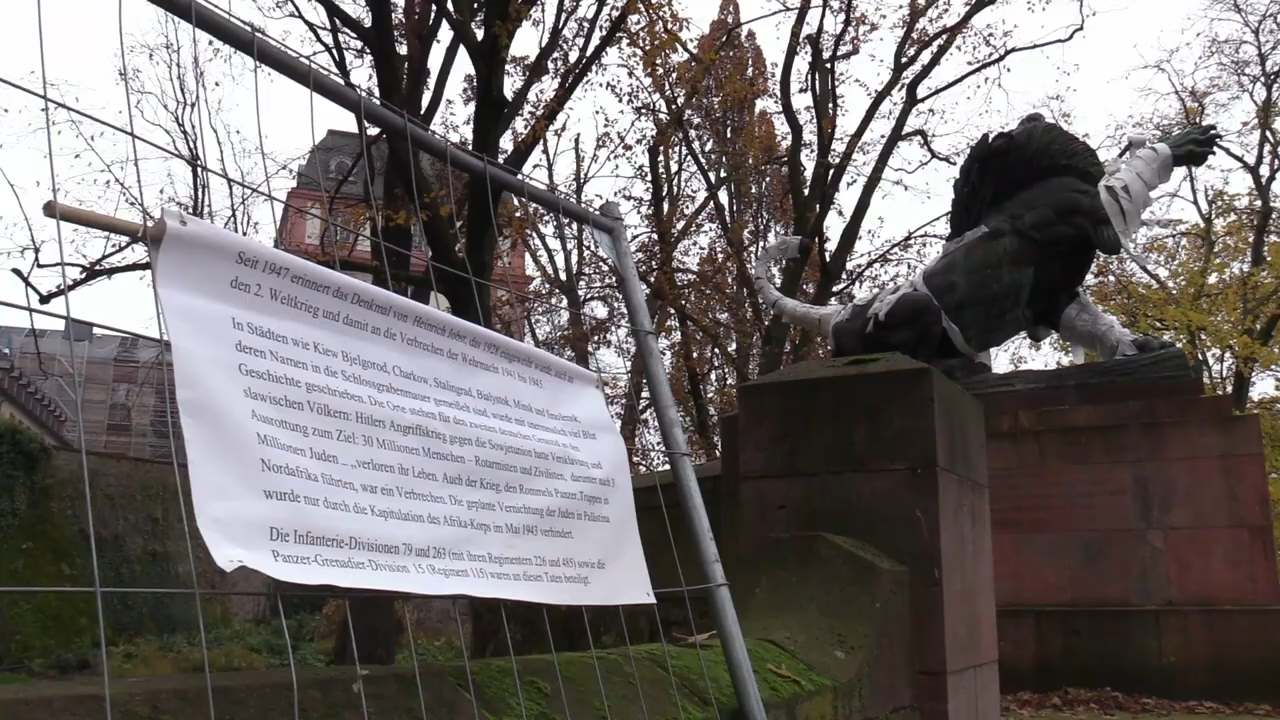 Seit 1947 erinnert das Denkmal von Heinrich Jobst, das 1928 eingeweiht wurde, auch an
den 2. Weltkrieg und damit an die Verbrechen der Wehrmacht 1941 bis 1945.
In Städten wie Kiew Bjelgorod, Charkow, Stalingrad, Bialystok, Minsk und Smolensk,
deren Namen in die Schlossgrabenmauer gemeißelt sind, wurde mit unermesslich viel Blut
Geschichte geschrieben. Die Orte stehen für den zweiten deutschen Genozid an den
slawischen Völkern: Hitlers Angriffskrieg gegen die Sowjetunion hatte Versklavung und
Ausrottung zum Ziel: 30 Millionen Menschen – Rotarmisten und Zivilisten, darunter auch 3
Millionen Juden – „verloren ihr Leben. Auch der Krieg, den Rommels Panzer,Truppen in
Nordafrika führten, war ein Verbrechen. Die geplante Vernichtung der Juden in Palästina
wurde nur durch die Kapitulation des Afrika-Korps im Mai 1943 verhindert.
Die Infanterie-Divisionen 79 und 263 (mit ihren Regimentern 226 und 485) sowie die
Panzer-Grenadier-Division 15 (Regiment 115) waren an diesen Taten beteiligt.